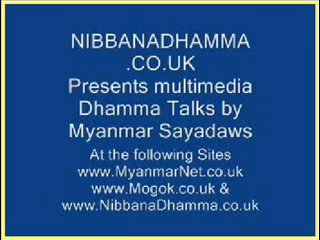 NIBBANADHAMMA
.CO.UK
Presents multimedia
Dhamma Talks by
Myanmar Sayadaws
At the following Sites
www.MyanmarNet.co.uk
www.Mogok.co.uk &
www.NibbanaDhamma.co.uk